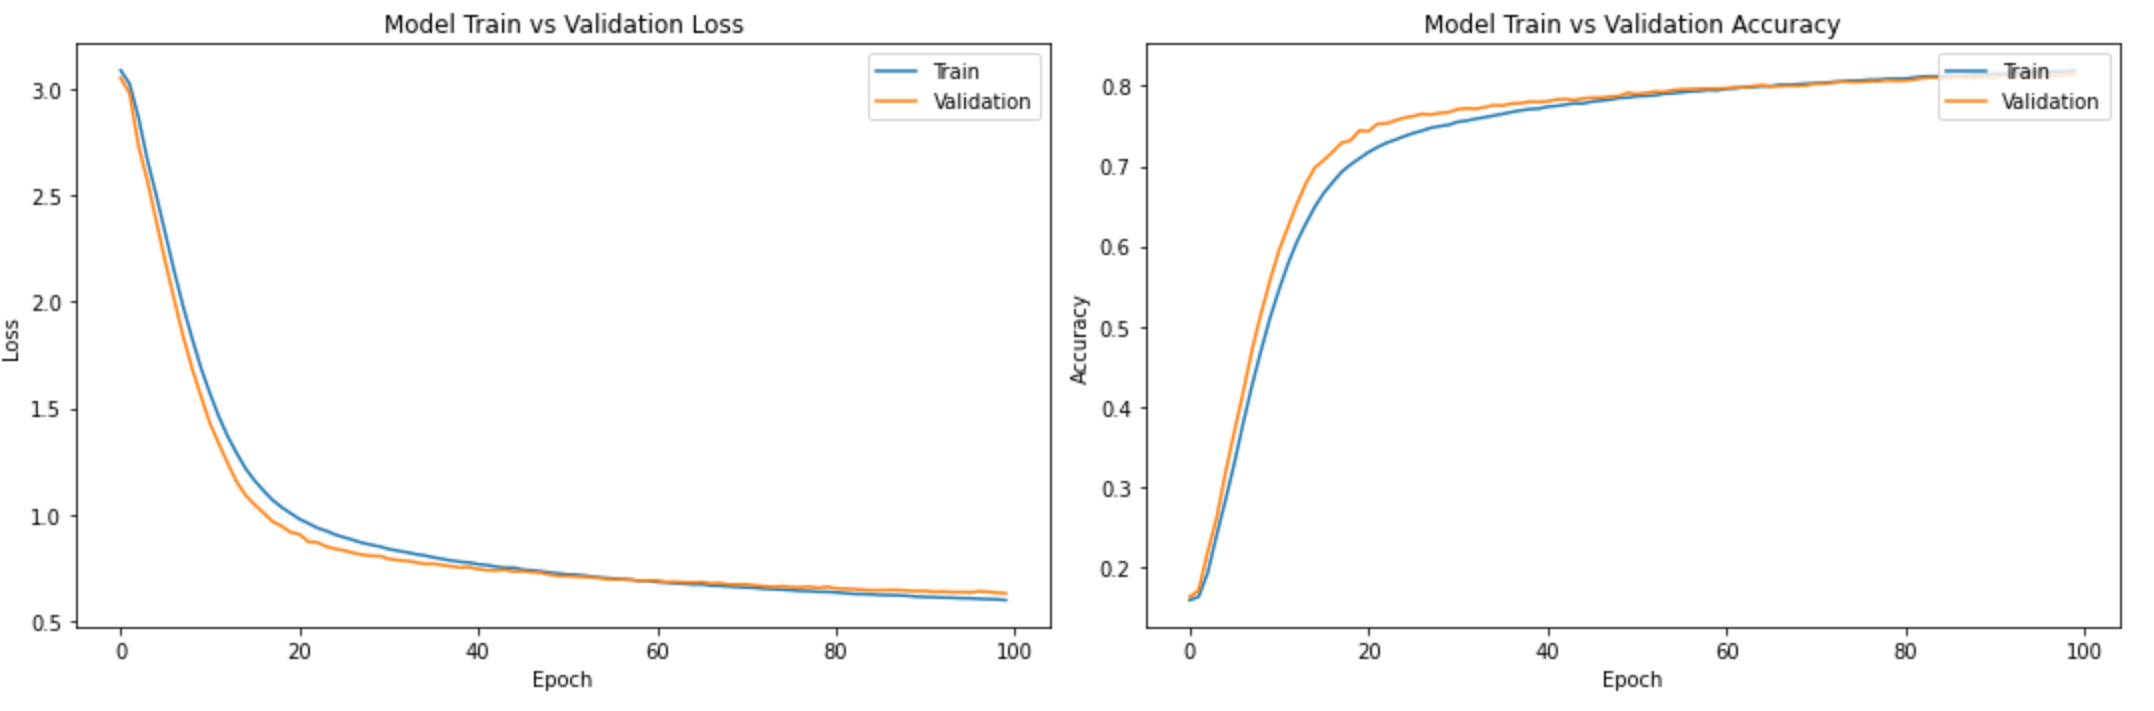 Model Train vs Validation Loss
Train
Validation
3.0
2.5
2.0
1.5
1.0
0.5
Loss
0 20 40 60 80 100
Epoch
Model Train vs Validation Accuracy
Train
Validation
0.8
0.7
0.6
0.5
0.4
0.3
0.2
Accuracy
0 20 40 60 80 100
Epoch